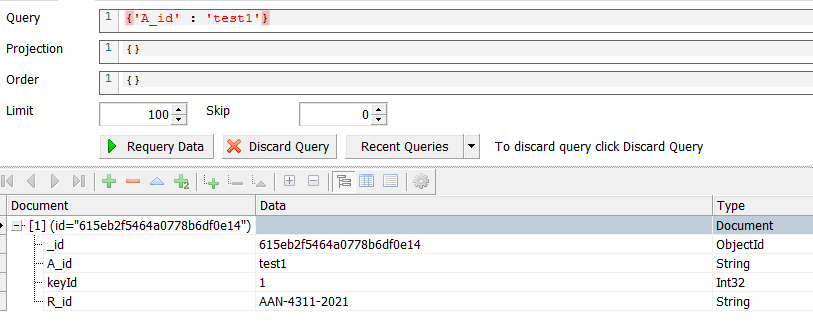 Query 1 {'A_id' : 'test1'}
Projection 1 {}
Order 1 {}
Limit 100 Skip 0
Requery Data Discard Query Recent Queries To discard query click Discard Query
Document Data Type
[1] (id="615eb2f5464a0778b6df0e14") Document
_id 615eb2f5464a0778b6df0e14 ObjectId
A_id test1 String
keyId 1 Int32
R_id AAN-4311-2021 String